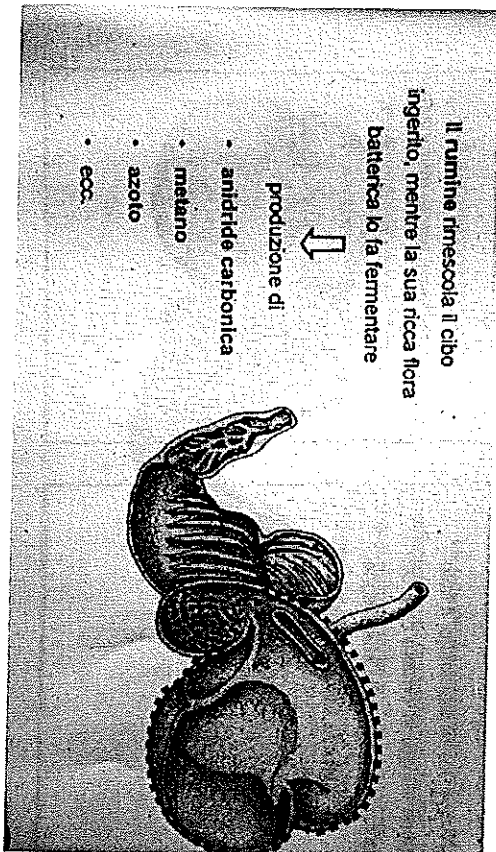 Il rumine rimescola il cibo
ingerito, mentre la sua ricca flora
batterica lo fa fermentare
produzione di
• anidride carbonica
• metano
• azoto
• ecc.